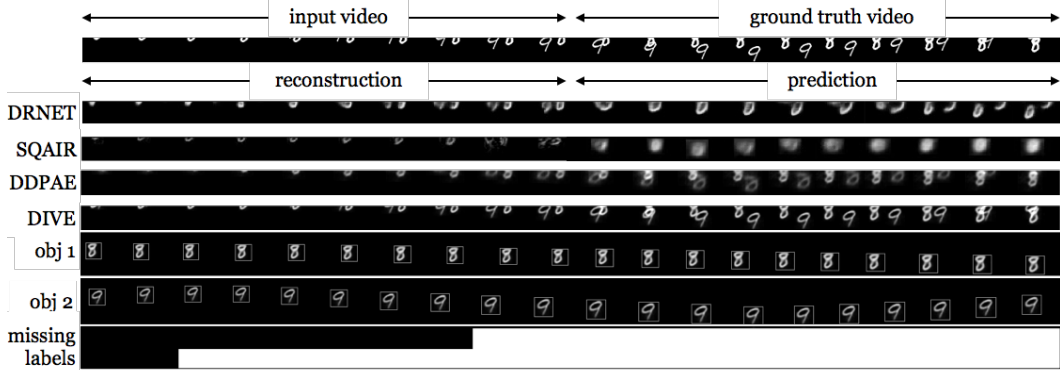 input video
ground truth video
reconstruction
prediction
DRNET
SQAIR
DDPAE
DIVE
obj 1
obj 2
missing
labels